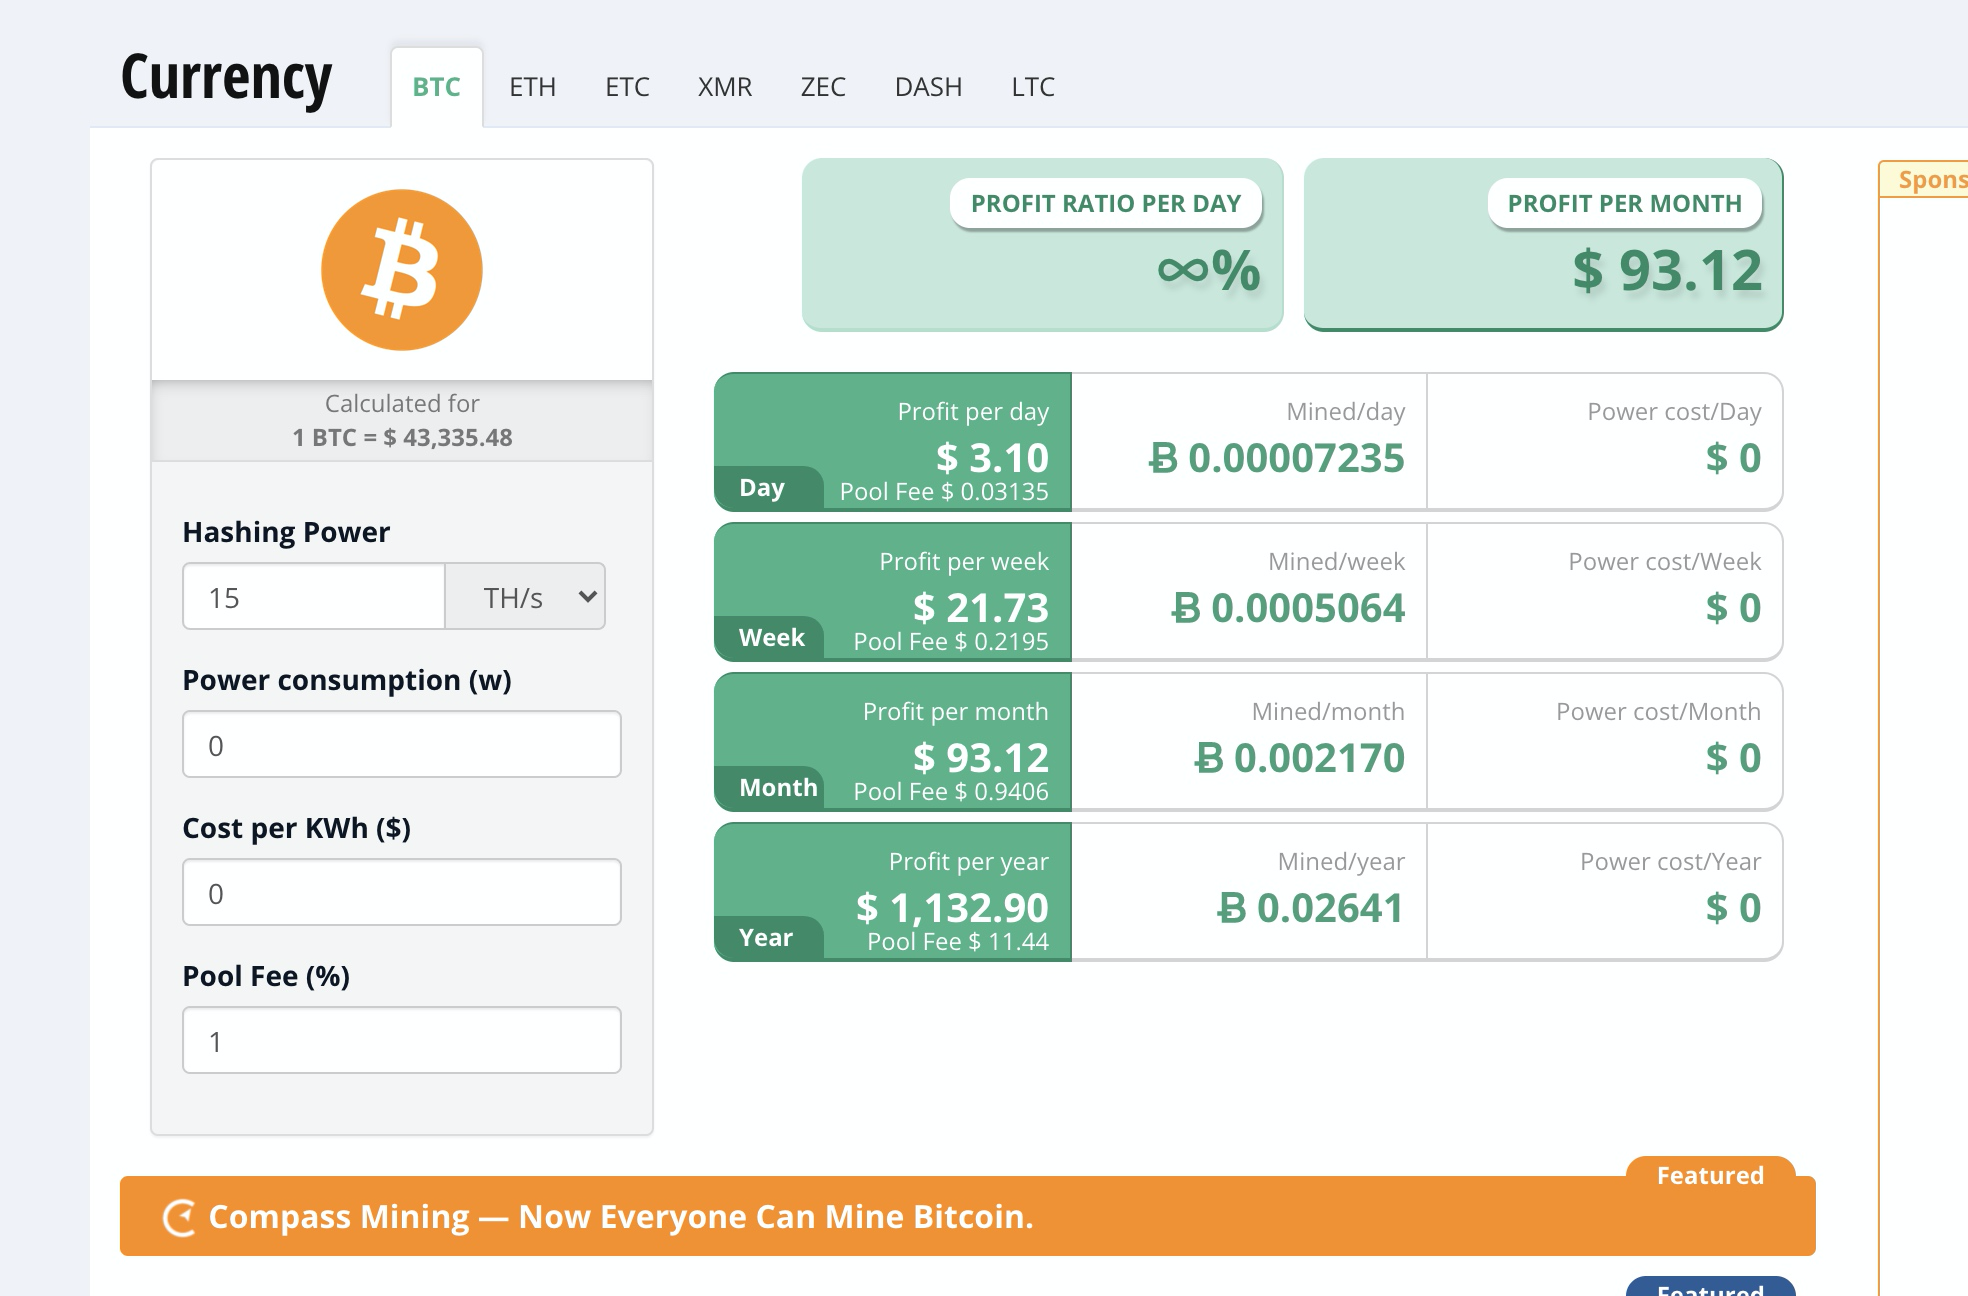 Currency
BTC ETH ETC XMR ZEC DASH LTC
Calculated for
1 BTC = $ 43,335.48
Hashing Power
15 TH/s
Power consumption (w)
0
Cost per KWh ($)
0
Pool Fee (%)
1
PROFIT RATIO PER DAY
∞%
PROFIT PER MONTH
$ 93.12
Profit per day
$ 3.10
Day Pool Fee $ 0.03135
Mined/day
Ƀ 0.00007235
Power cost/Day
$ 0
Profit per week
$ 21.73
Week Pool Fee $ 0.2195
Mined/week
Ƀ 0.0005064
Power cost/Week
$ 0
Profit per month
$ 93.12
Month Pool Fee $ 0.9406
Mined/month
Ƀ 0.002170
Power cost/Month
$ 0
Profit per year
$ 1,132.90
Year Pool Fee $ 11.44
Mined/year
Ƀ 0.02641
Power cost/Year
$ 0
Spons
Featured
Compass Mining — Now Everyone Can Mine Bitcoin.
Featured